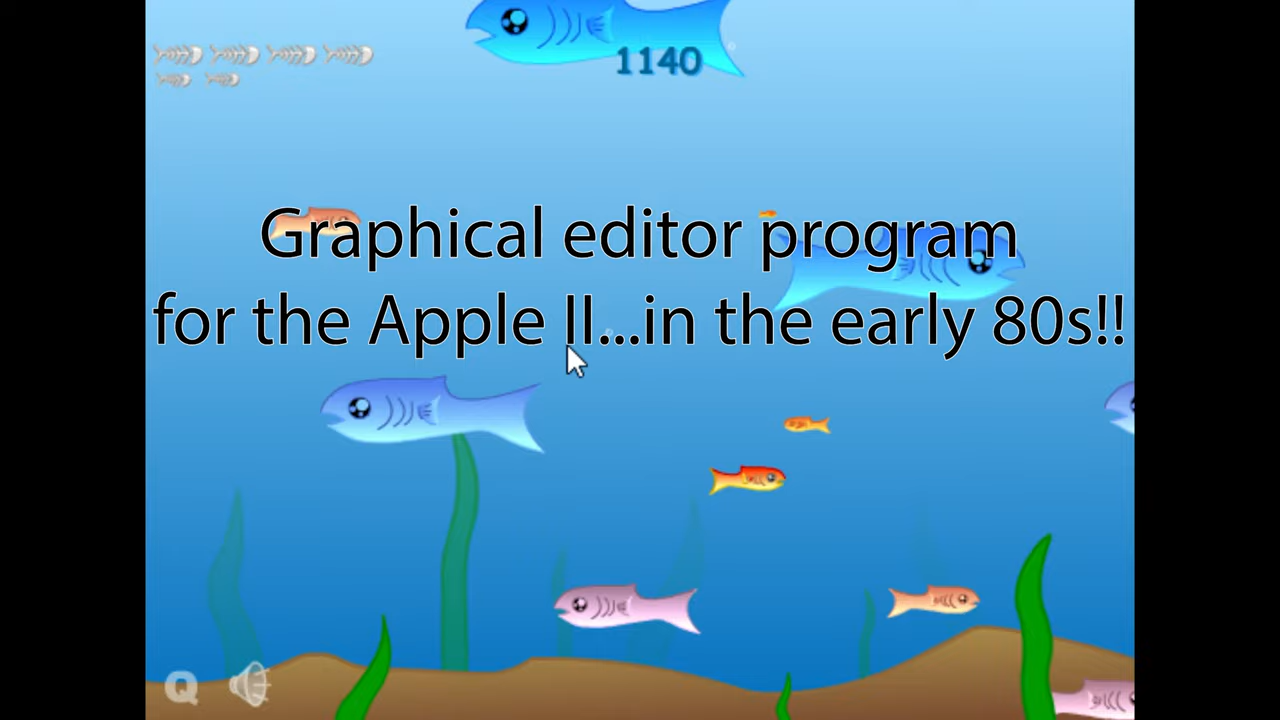 1140
Graphical editor program
for the Apple II...in the early 80s!!
Q